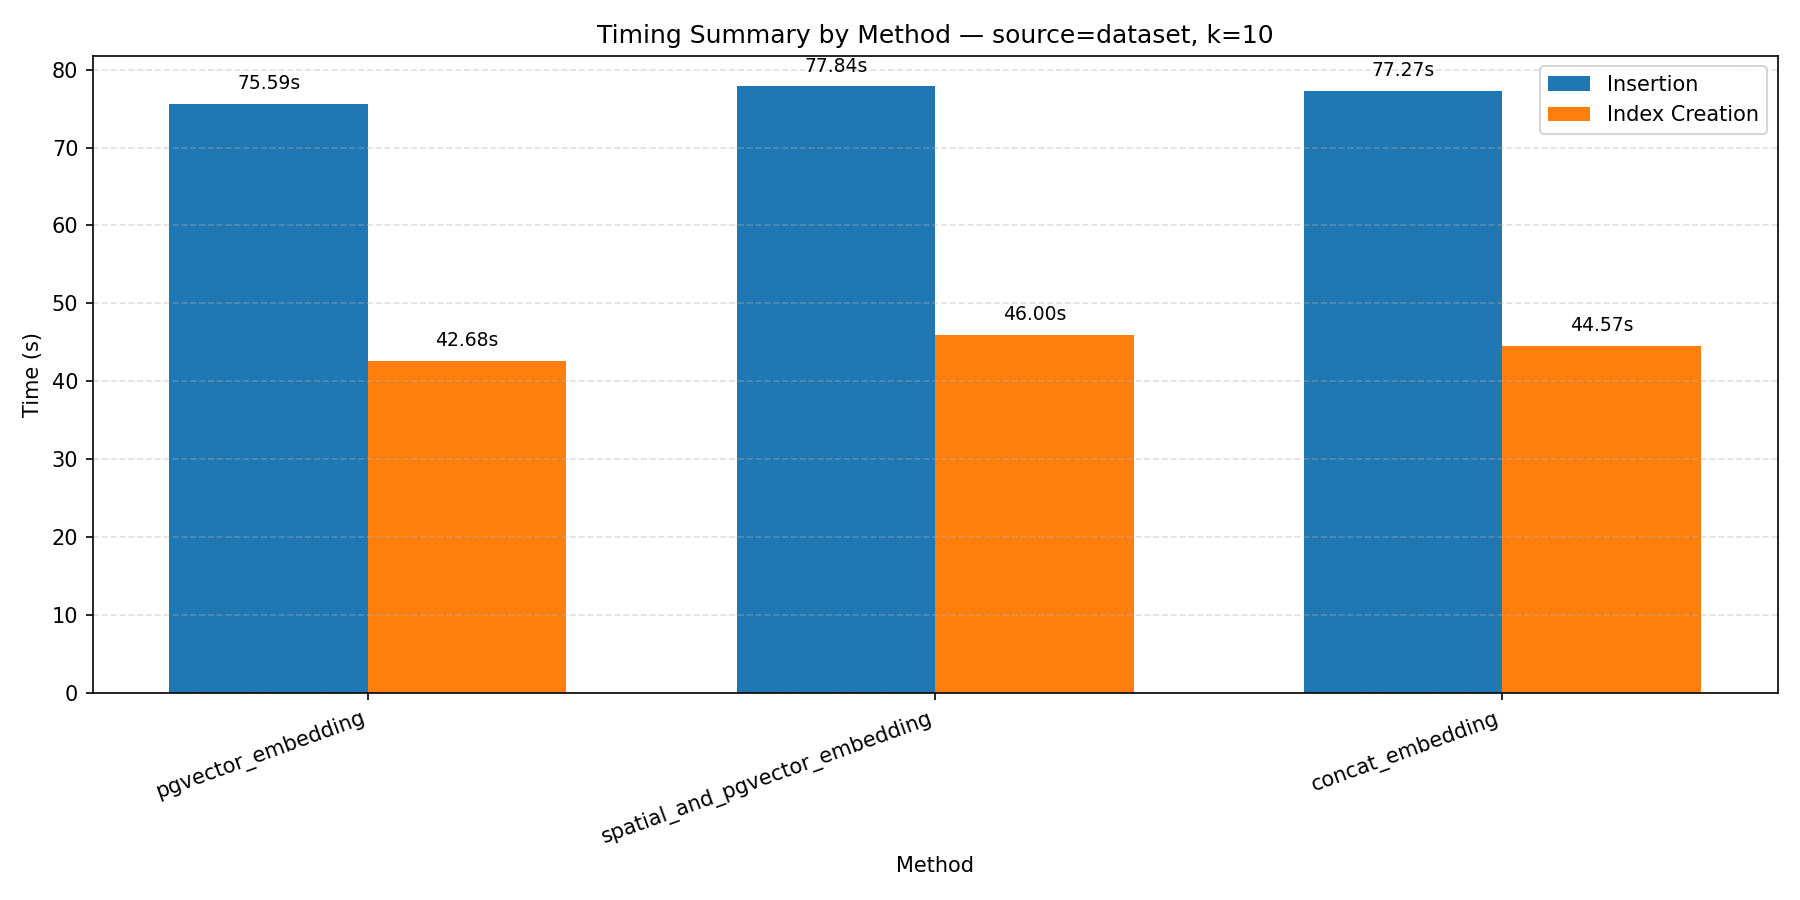 Timing Summary by Method — source=dataset, k=10
80
70
60
50
40
30
20
10
0
Time (s)
75.59s
42.68s
77.84s
46.00s
77.27s
44.57s
Insertion
Index Creation
pgvector_embedding
spatial_and_pgvector_embedding
concat_embedding
Method